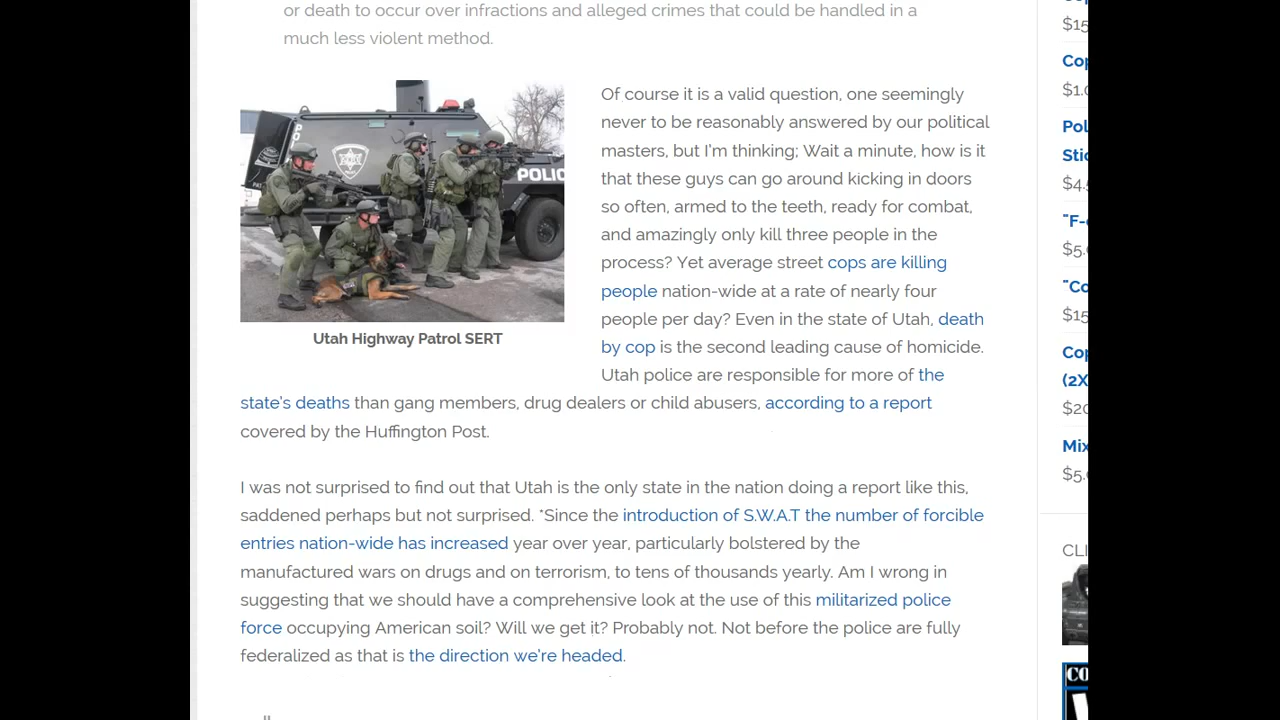 or death to occur over infractions and alleged crimes that could be handled in a
much less violent method.
POLIC
Utah Highway Patrol SERT
Of course it is a valid question, one seemingly
never to be reasonably answered by our political
masters, but I'm thinking; Wait a minute, how is it
that these guys can go around kicking in doors
so often, armed to the teeth, ready for combat,
and amazingly only kill three people in the
process? Yet average street cops are killing
people nation-wide at a rate of nearly four
people per day? Even in the state of Utah, death
by cop is the second leading cause of homicide.
Utah police are responsible for more of the
state's deaths than gang members, drug dealers or child abusers, according to a report
covered by the Huffington Post.
I was not surprised to find out that Utah is the only state in the nation doing a report like this,
saddened perhaps but not surprised. *Since the introduction of S.W.A.T the number of forcible
entries nation-wide has increased year over year, particularly bolstered by the
manufactured wars on drugs and on terrorism, to tens of thousands yearly. Am I wrong in
suggesting that we should have a comprehensive look at the use of this militarized police
force occupying American soil? Will we get it? Probably not. Not before the police are fully
federalized as that is the direction we're headed.
$15
Cop
$1.0
Pol
Stic
$4.5
"F-
$5.0
"Co
$15
Cop
(2X
$20
Mix
$5.0
CLI
CO